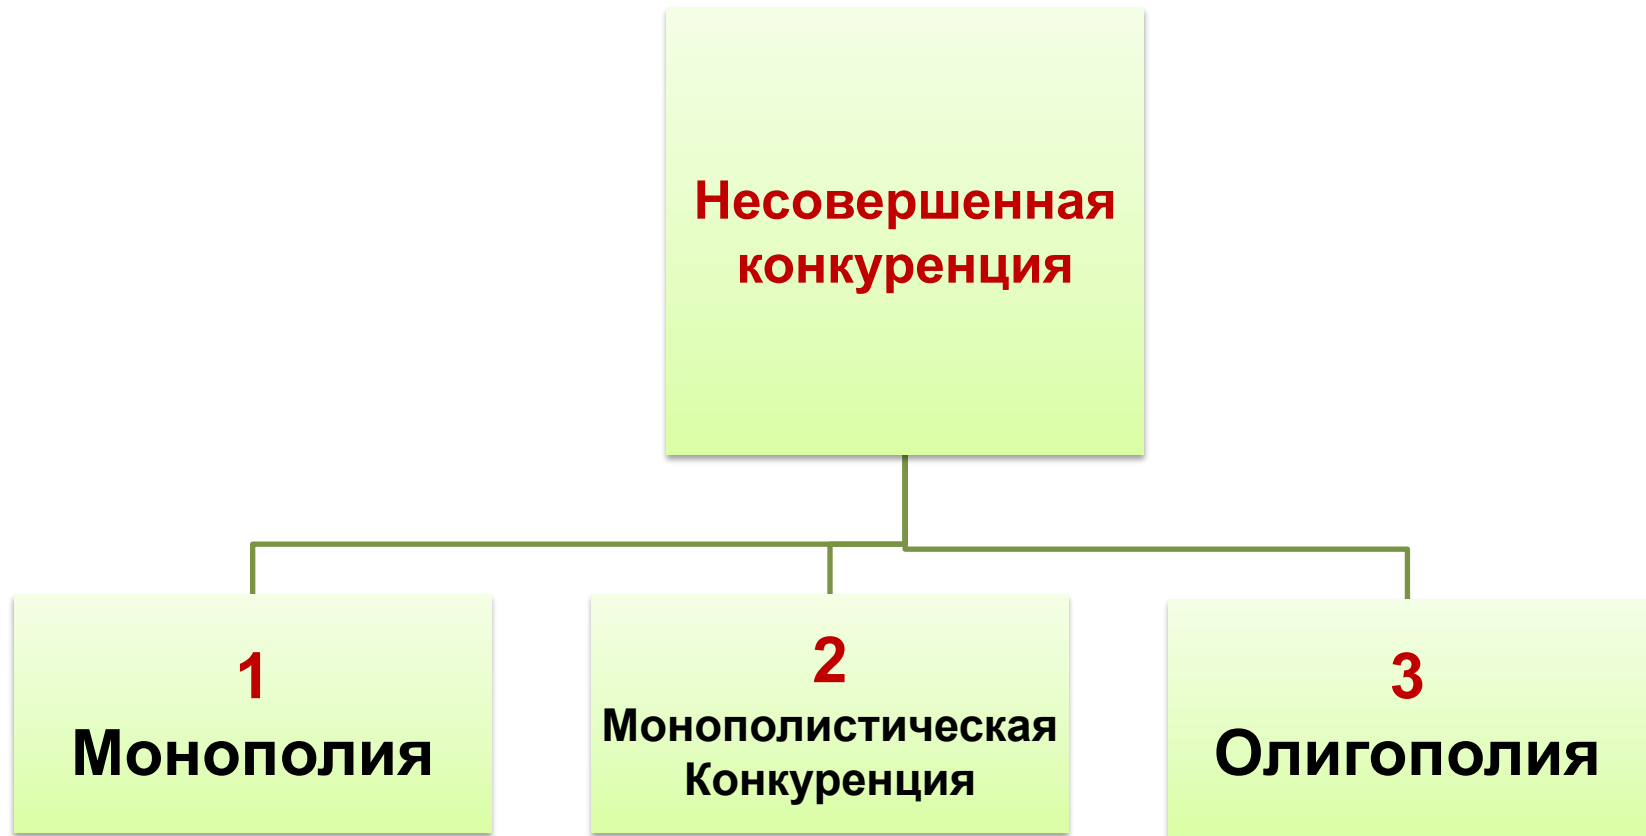 Несовершенная
конкуренция
1
Монополия
2
Монополистическая
Конкуренция
3
Олигополия